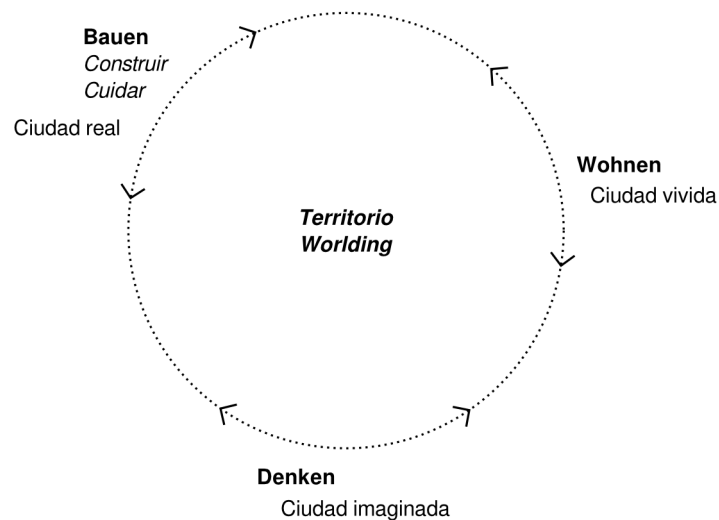 Bauen
Construir
Cuidar
Ciudad real
Wohnen
Ciudad vivida
Territorio
Worlding
Denken
Ciudad imaginada